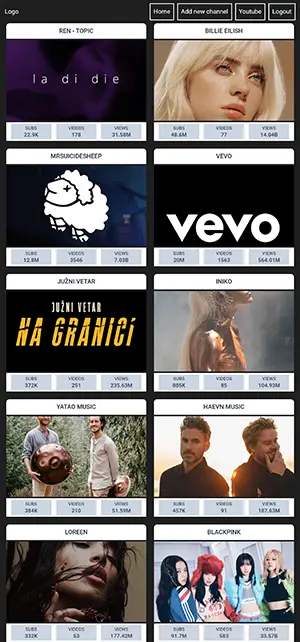 Logo
Home
Add new channel
Youtube
Logout
REN - TOPIC
la di die
SUBS
22.9K
VIDEOS
178
VIEWS
31.58M
BILLIE EILISH
SUBS
48.6M
VIDEOS
77
VIEWS
14.04B
MRSUICIDESHEEP
SUBS
12.8M
VIDEOS
3546
VIEWS
7.03B
VEVO
vevo
SUBS
20M
VIDEOS
1563
VIEWS
564.01M
JUŽNI VETAR
JUŽNI VETAR
NA GRANICI
SUBS
372K
VIDEOS
251
VIEWS
235.63M
INIKO
SUBS
885K
VIDEOS
85
VIEWS
104.93M
YATAO MUSIC
SUBS
384K
VIDEOS
210
VIEWS
51.59M
HAEVN MUSIC
SUBS
457K
VIDEOS
91
VIEWS
187.63M
LOREEN
SUBS
332K
VIDEOS
53
VIEWS
177.42M
BLACKPINK
SUBS
91.7M
VIDEOS
583
VIEWS
33.57B